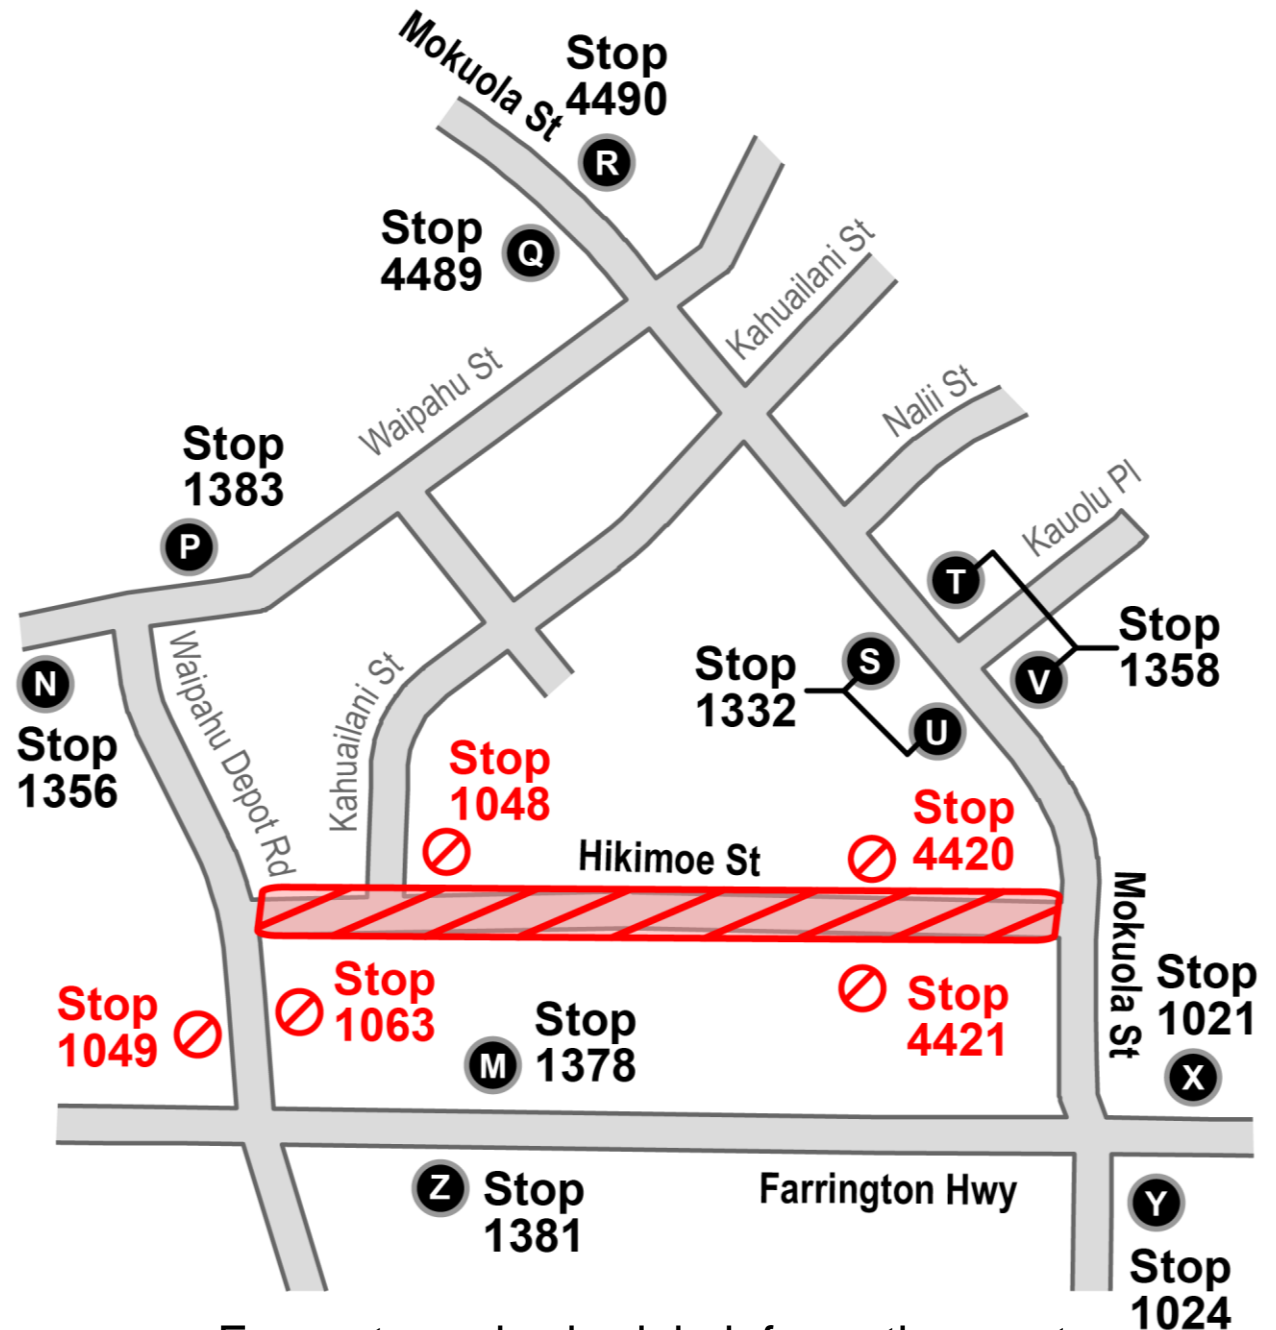 Mokuola St
Stop
4490
R
Stop
4489
Q
Kahuailani St
Waipahu St
Nalii St
Stop
1383
P
Kauolu Pl
T
Stop
1358
V
N
Stop
1356
Waipahu Depot Rd
Kahuailani St
Stop
1332
S
U
Stop
1048
Stop
4420
Hikimoe St
Mokuola St
Stop
1049
Stop
1063
M
Stop
1378
Stop
4421
Stop
1021
X
Z
Stop
1381
Farrington Hwy
Y
Stop
1024